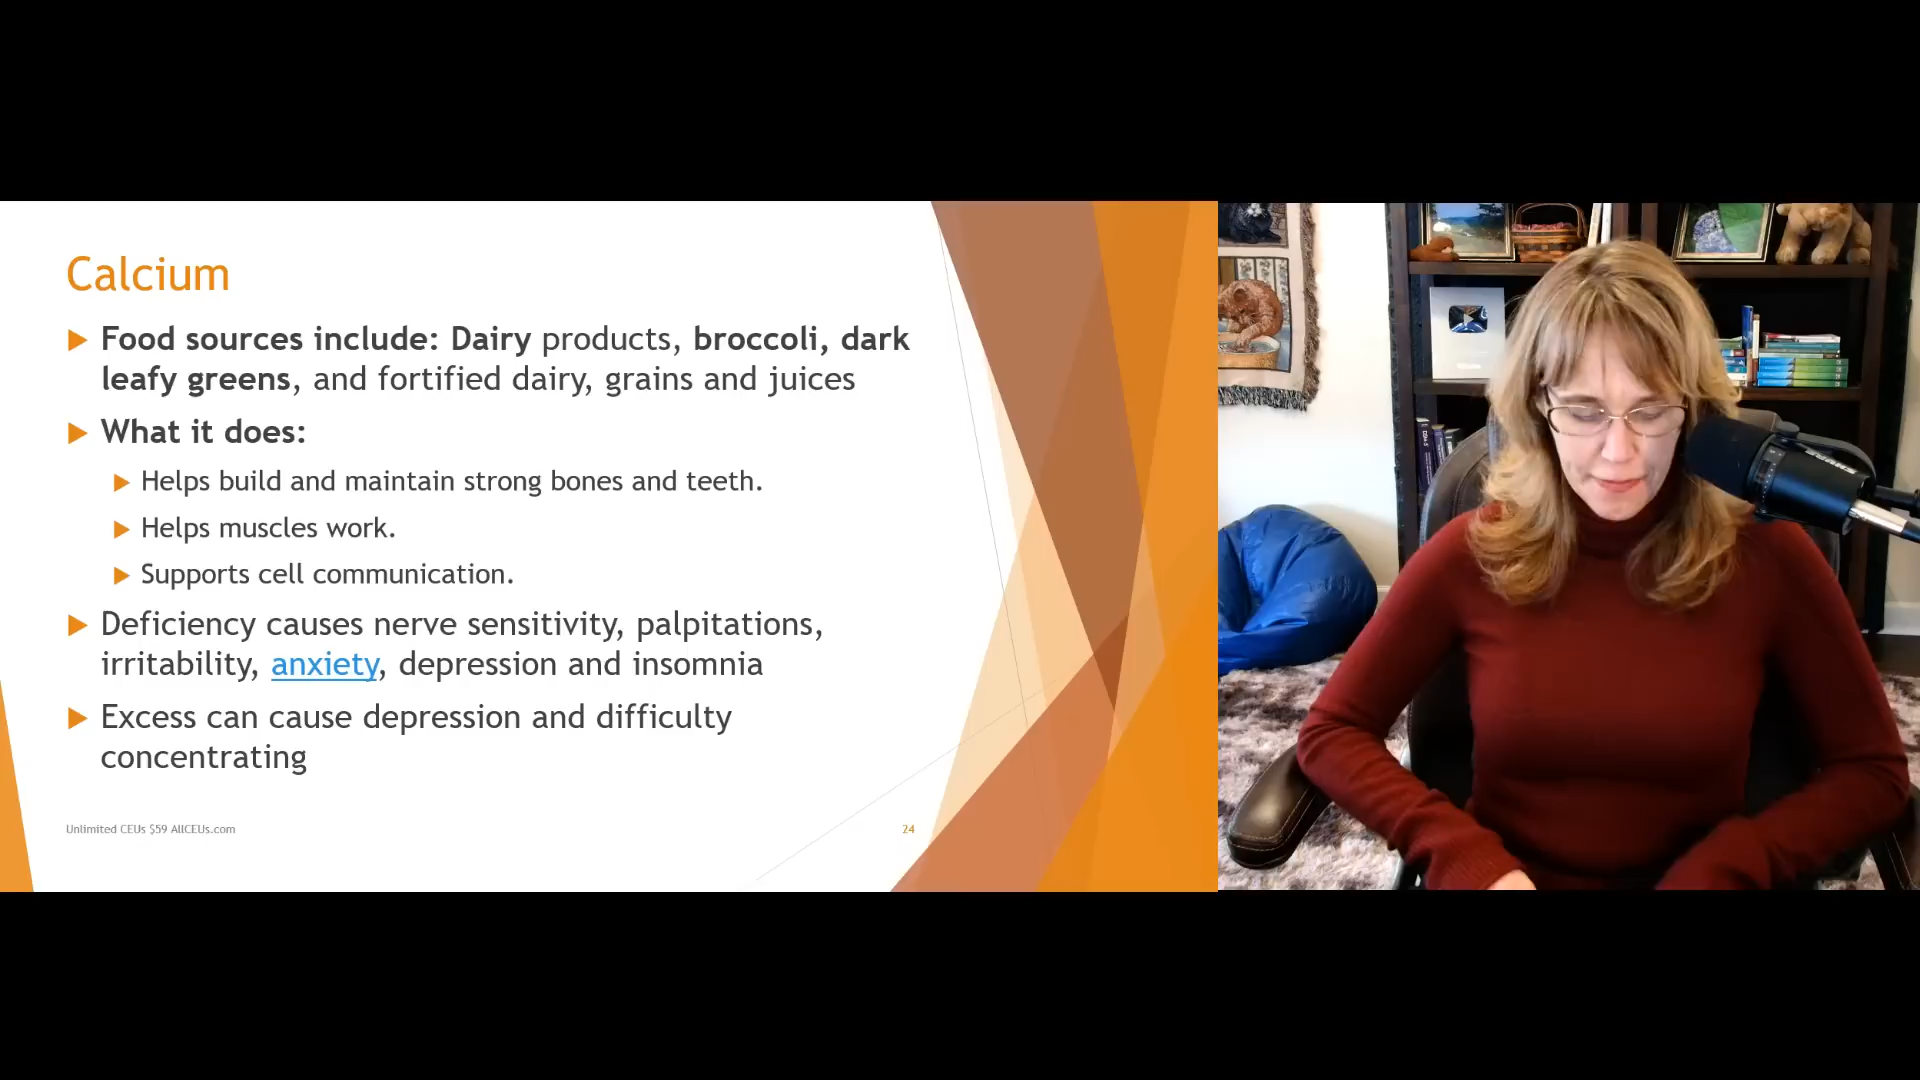 Calcium
Food sources include: Dairy products, broccoli, dark
leafy greens, and fortified dairy, grains and juices
What it does:
Helps build and maintain strong bones and teeth.
Helps muscles work.
Supports cell communication.
Deficiency causes nerve sensitivity, palpitations,
irritability, anxiety, depression and insomnia
Excess can cause depression and difficulty
concentrating
Unlimited CEUs $59 AllCEUs.com
24
SHURE